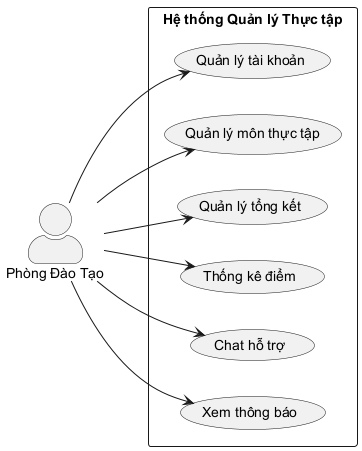 Hệ thống Quản lý Thực tập
Quản lý tài khoản
Quản lý môn thực tập
Quản lý tổng kết
Thống kê điểm
Chat hỗ trợ
Xem thông báo
Phòng Đào Tạo